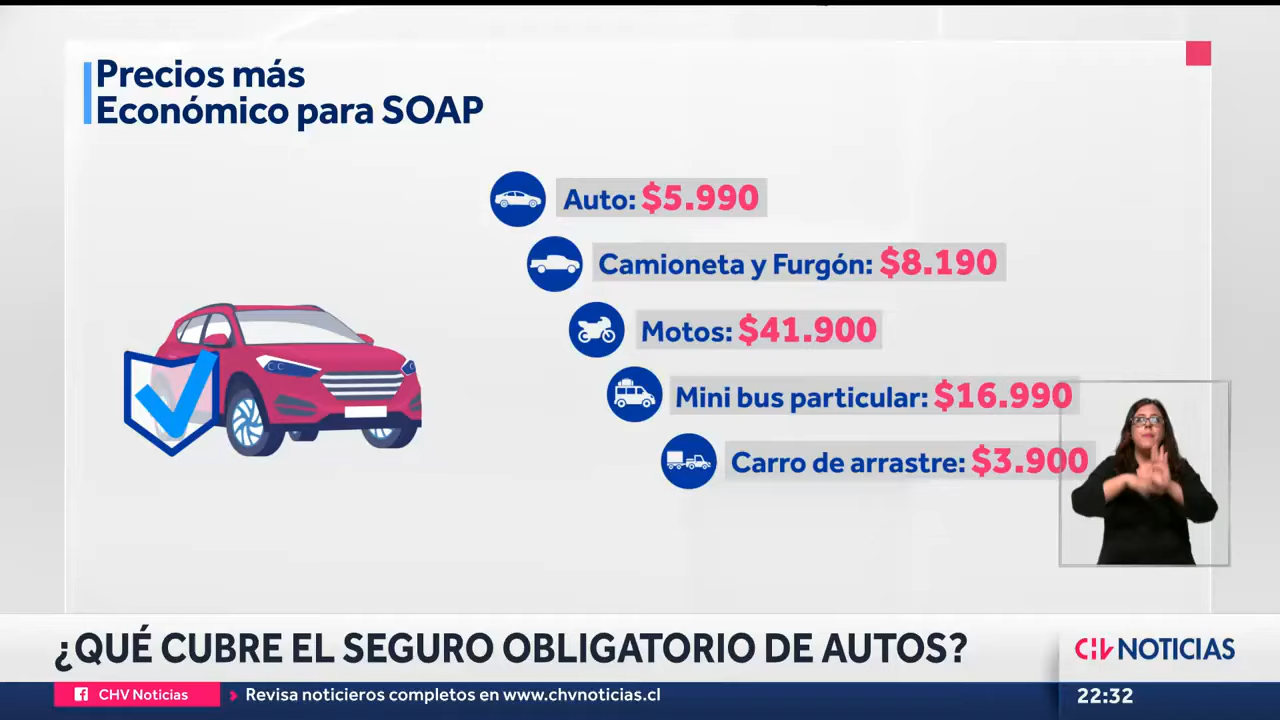 Precios más
Económico para SOAP
Auto: $5.990
Camioneta y Furgón: $8.190
Motos: $41.900
Mini bus particular: $16.990
Carro de arrastre: $3.900
¿QUÉ CUBRE EL SEGURO OBLIGATORIO DE AUTOS?
CHV NOTICIAS
CHV Noticias
Revisa noticieros completos en www.chvnoticias.cl
22:32